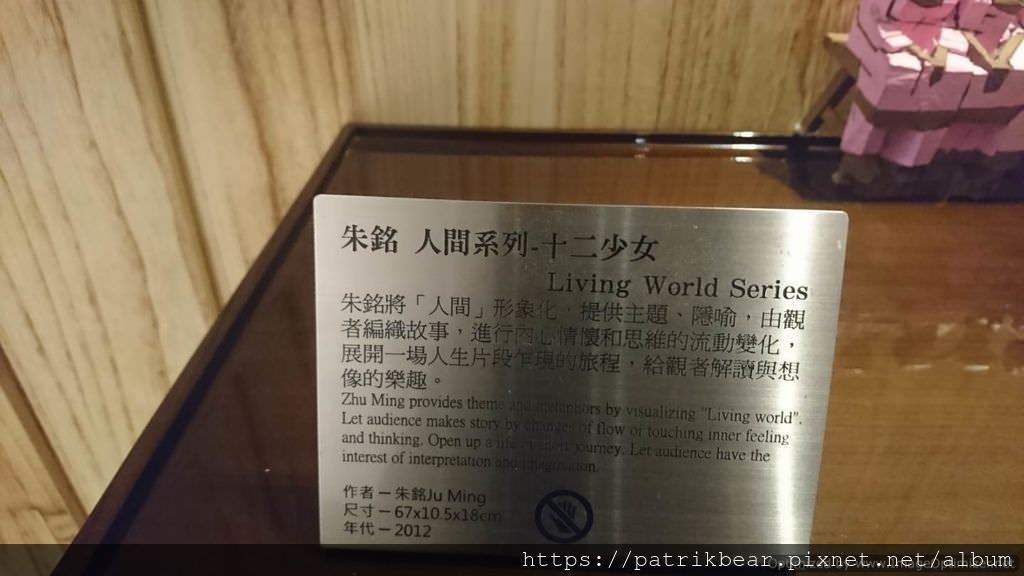 朱銘 人間系列-十二少女
Living World Series
朱銘將「人間」形象化，提供主題、隱喻，由觀
者編織故事，進行內心情懷和思維的流動變化，
展開一場人生片段乍現的旅程，給觀者解讀與想
像的樂趣。
Zhu Ming provides theme and metaphors by visualizing "Living world".
Let audience makes story by changes of flow of touching inner feeling
and thinking. Open up a life journey. Let audience have the
interest of interpretation and imagination.
作者－朱銘Ju Ming
尺寸－67x10.5x18cm
年代－2012
https://patrikbear.pixnet.net/album